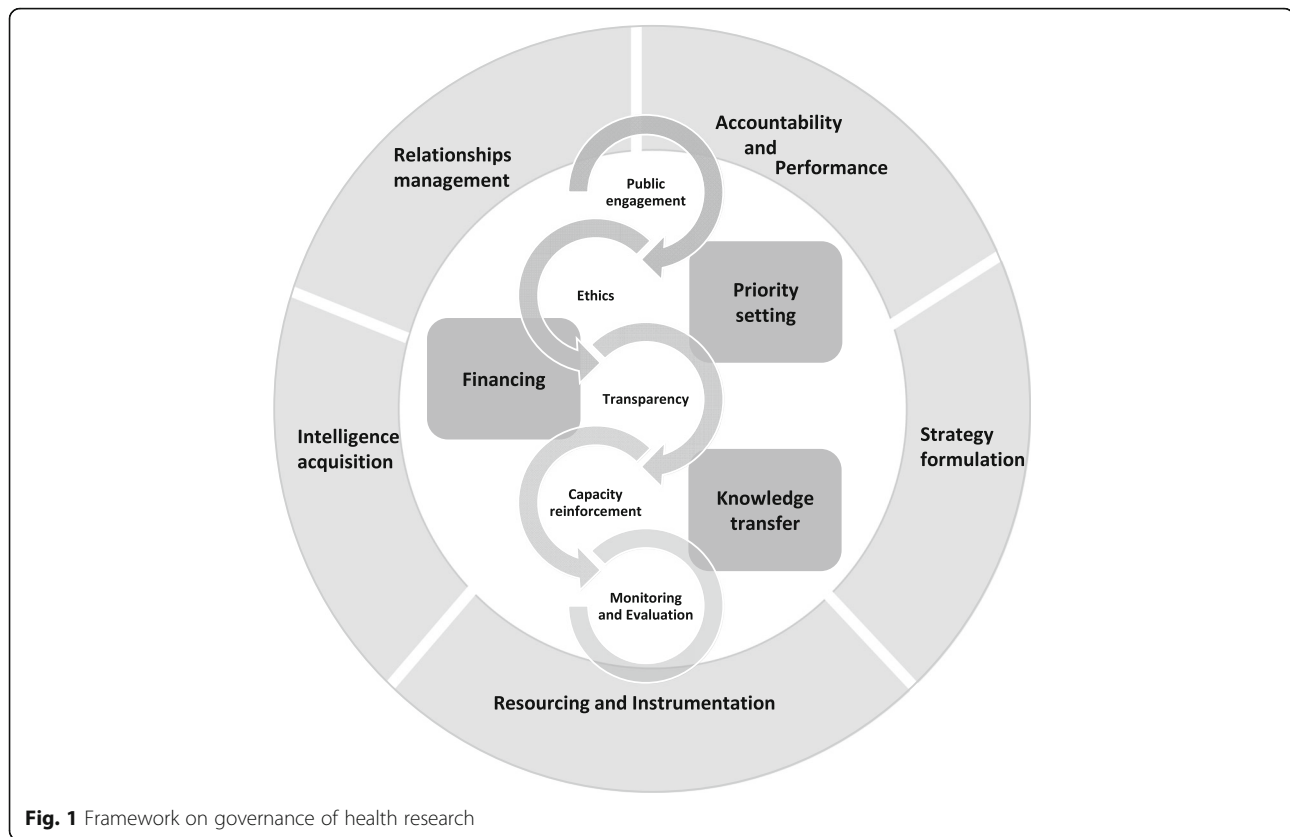 Relationships
management
Accountability
and
Performance
Public
engagement
Ethics
Priority
setting
Financing
Transparency
Intelligence
acquisition
Strategy
formulation
Capacity
reinforcement
Knowledge
transfer
Monitoring
and Evaluation
Resourcing and Instrumentation
Fig. 1 Framework on governance of health research